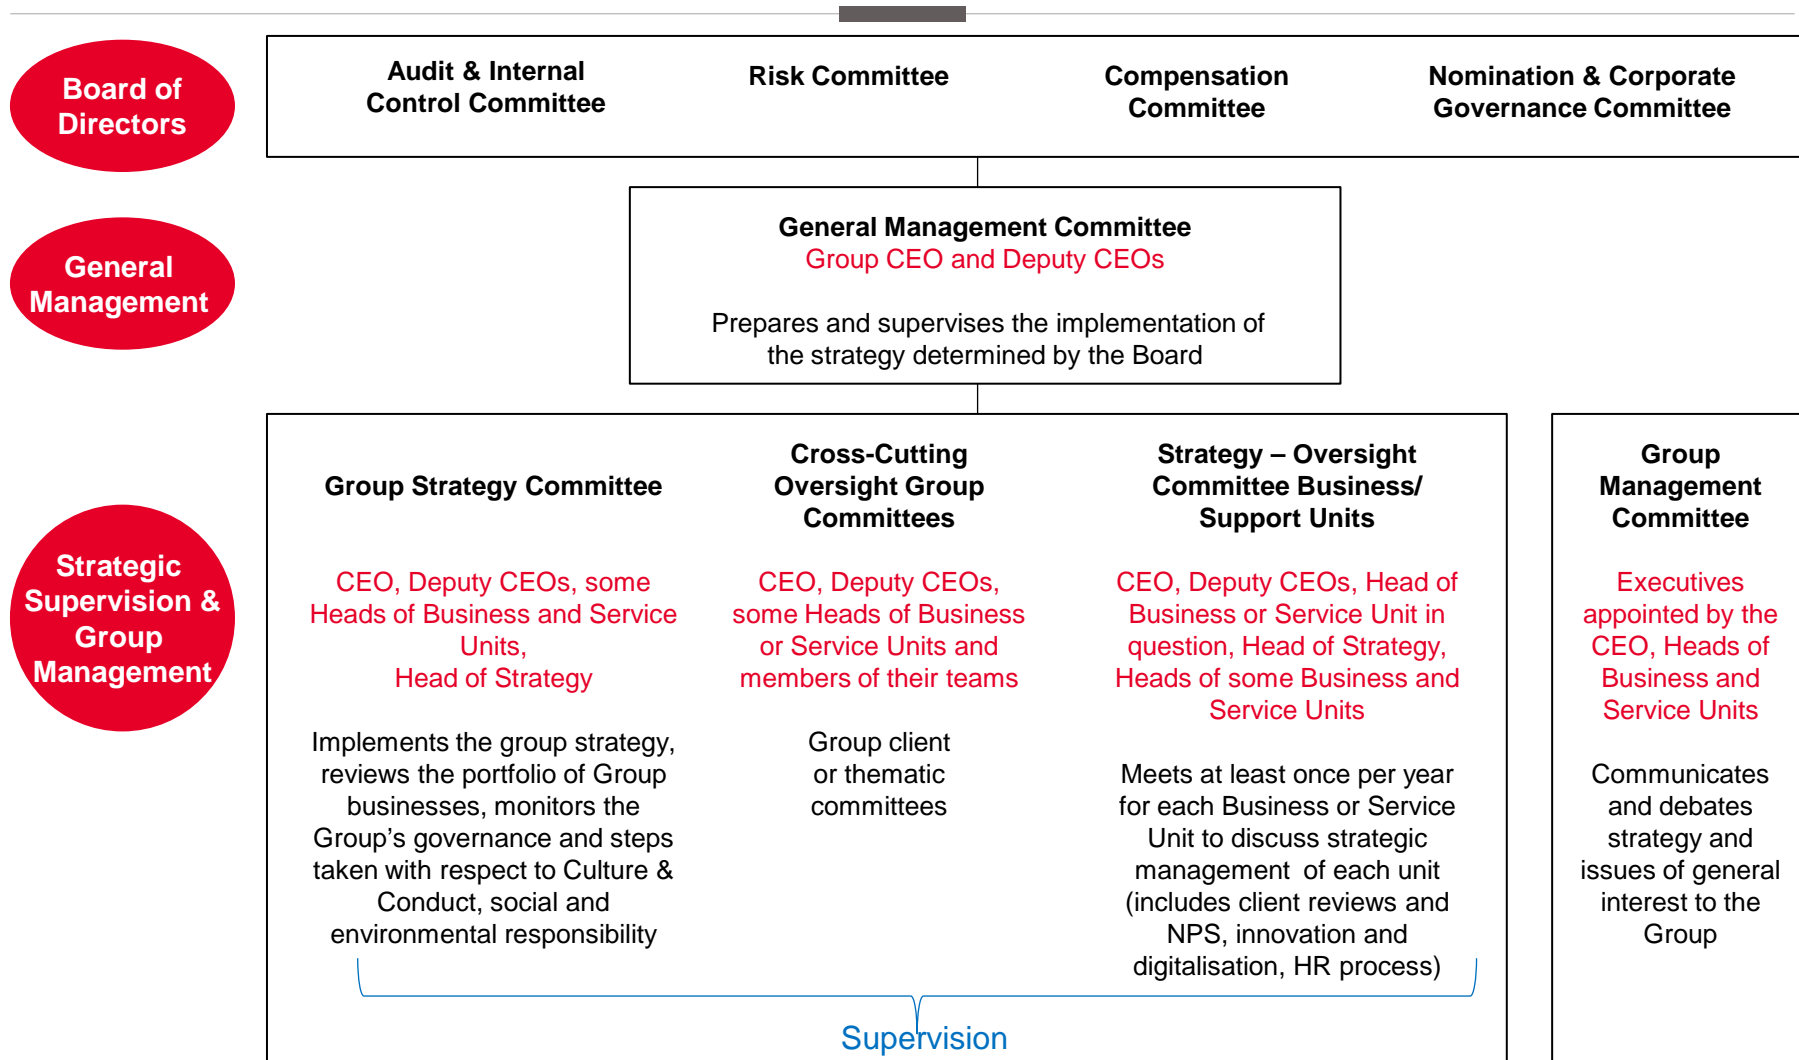 Board of
Directors
Audit & Internal
Control Committee
Risk Committee
Compensation
Committee
Nomination & Corporate
Governance Committee
General
Management
General Management Committee
Group CEO and Deputy CEOs
Prepares and supervises the implementation of
the strategy determined by the Board
Strategic
Supervision &
Group
Management
Group Strategy Committee
CEO, Deputy CEOs, some
Heads of Business and Service
Units,
Head of Strategy
Implements the group strategy,
reviews the portfolio of Group
businesses, monitors the
Group’s governance and steps
taken with respect to Culture &
Conduct, social and
environmental responsibility
Cross-Cutting
Oversight Group
Committees
CEO, Deputy CEOs,
some Heads of Business
or Service Units and
members of their teams
Group client
or thematic
committees
Strategy – Oversight
Committee Business/
Support Units
CEO, Deputy CEOs, Head of
Business or Service Unit in
question, Head of Strategy,
Heads of some Business and
Service Units
Meets at least once per year
for each Business or Service
Unit to discuss strategic
management of each unit
(includes client reviews and
NPS, innovation and
digitalisation, HR process)
Supervision
Group
Management
Committee
Executives
appointed by the
CEO, Heads of
Business and
Service Units
Communicates
and debates
strategy and
issues of general
interest to the
Group